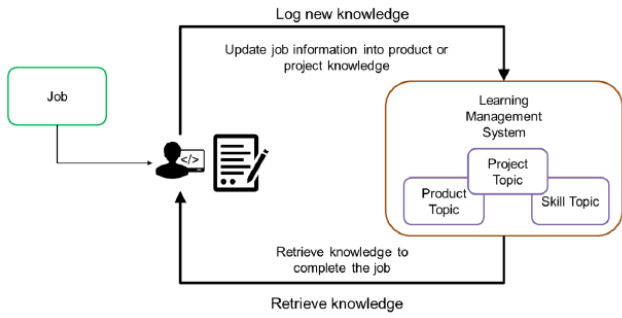 Log new knowledge
Update job information into product or
project knowledge
Job
</>
Learning
Management
System
Project
Topic
Product
Topic
Skill Topic
Retrieve knowledge to
complete the job
Retrieve knowledge